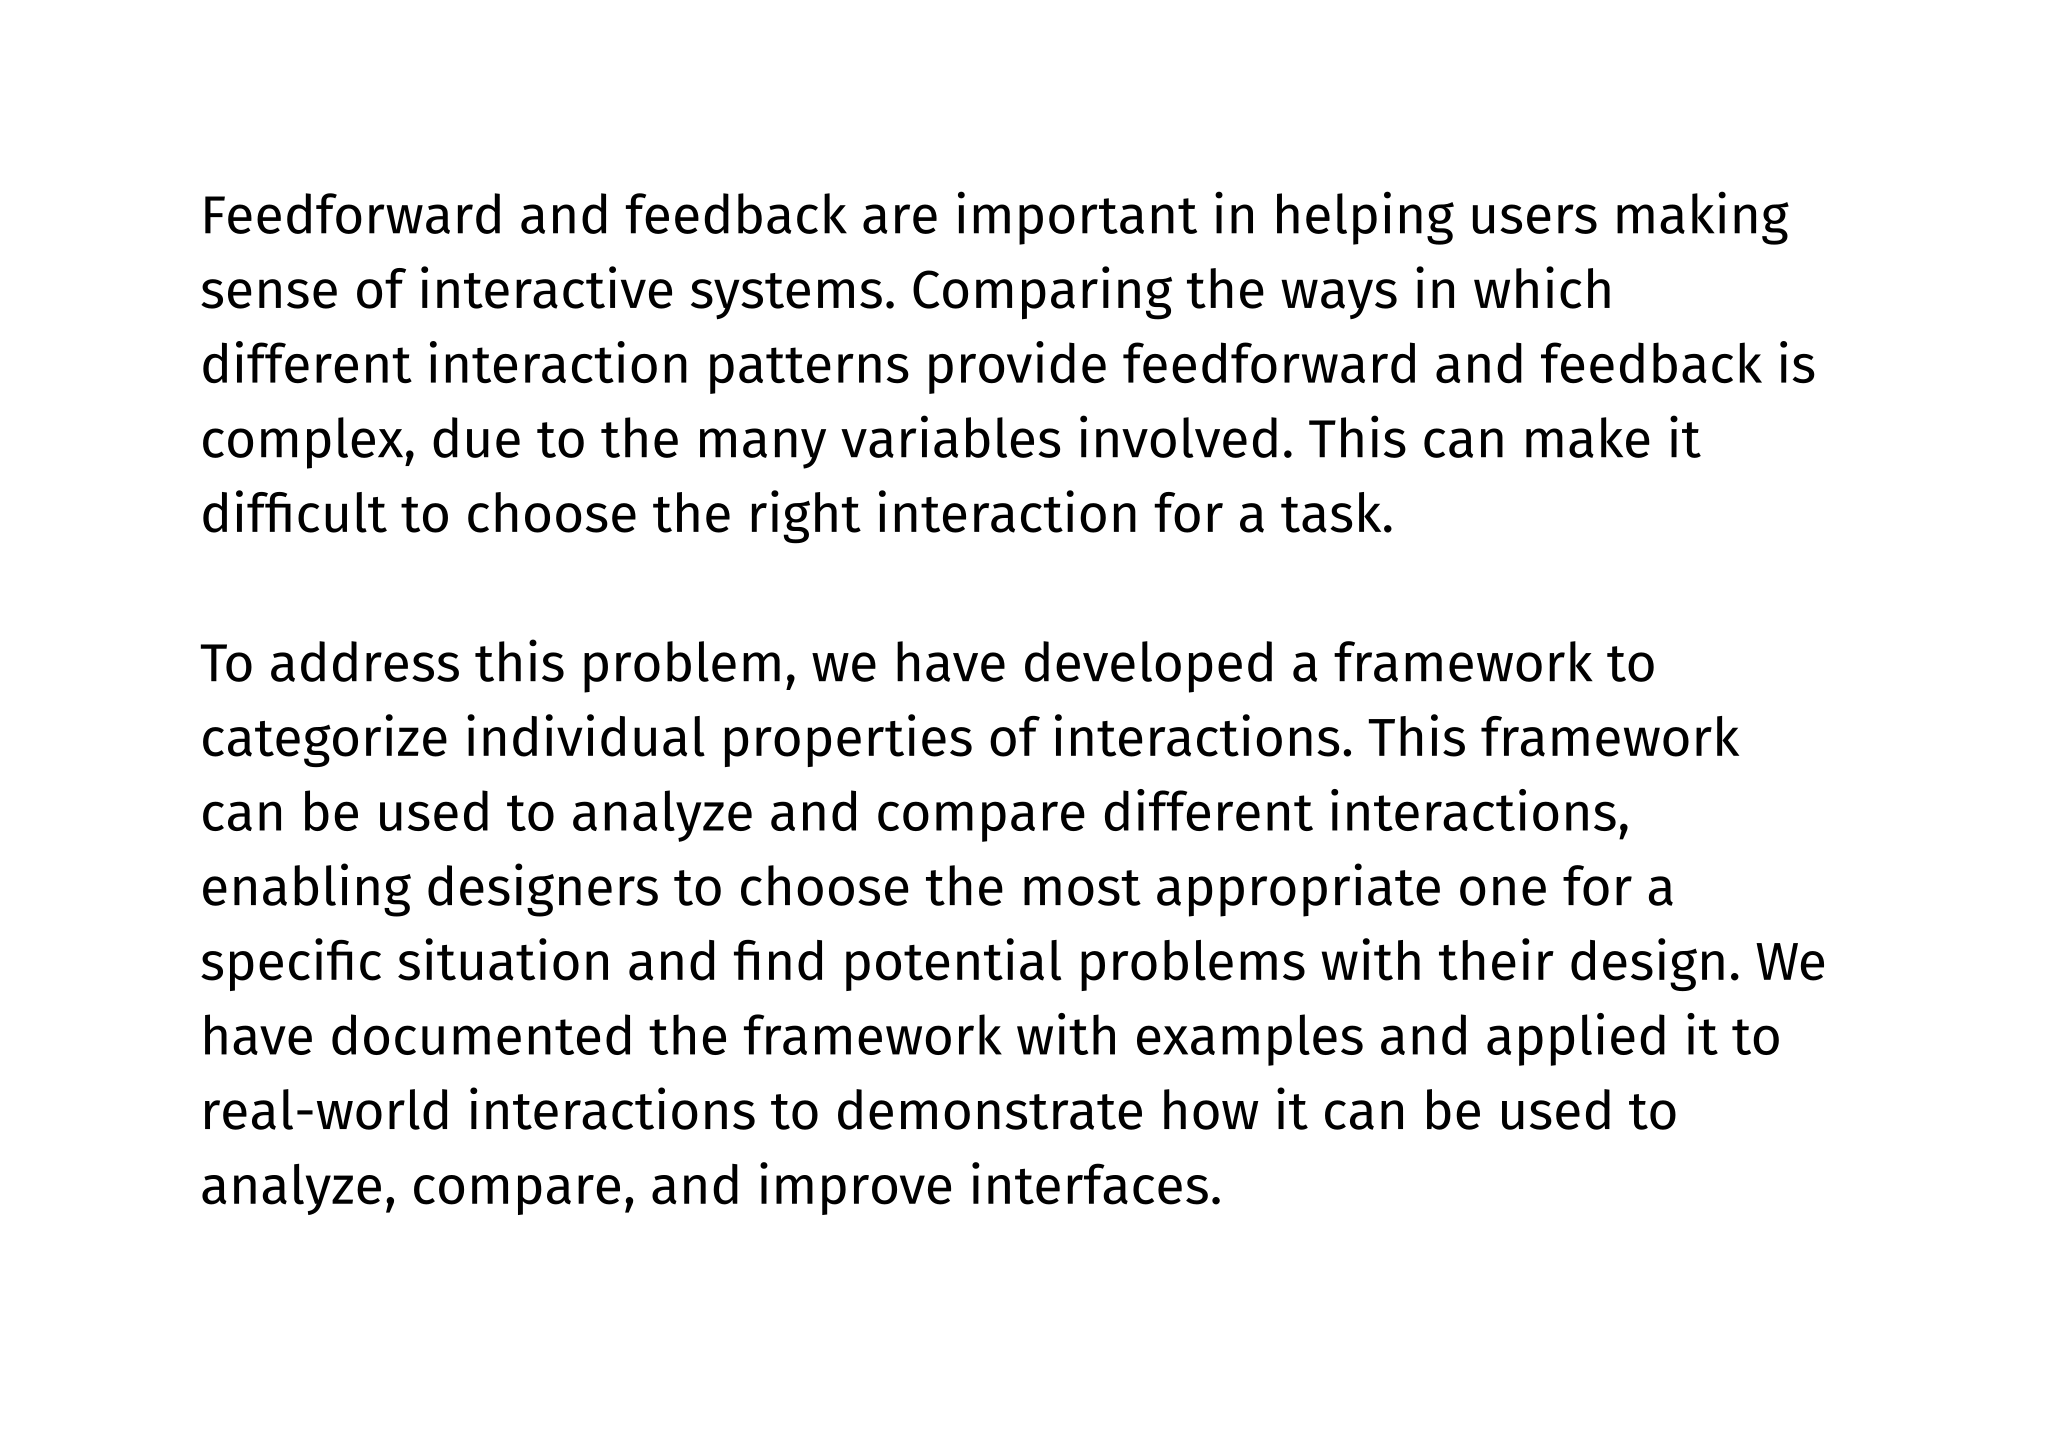 Feedforward and feedback are important in helping users making
sense of interactive systems. Comparing the ways in which
different interaction patterns provide feedforward and feedback is
complex, due to the many variables involved. This can make it
difficult to choose the right interaction for a task.
To address this problem, we have developed a framework to
categorize individual properties of interactions. This framework
can be used to analyze and compare different interactions,
enabling designers to choose the most appropriate one for a
specific situation and find potential problems with their design. We
have documented the framework with examples and applied it to
real-world interactions to demonstrate how it can be used to
analyze, compare, and improve interfaces.